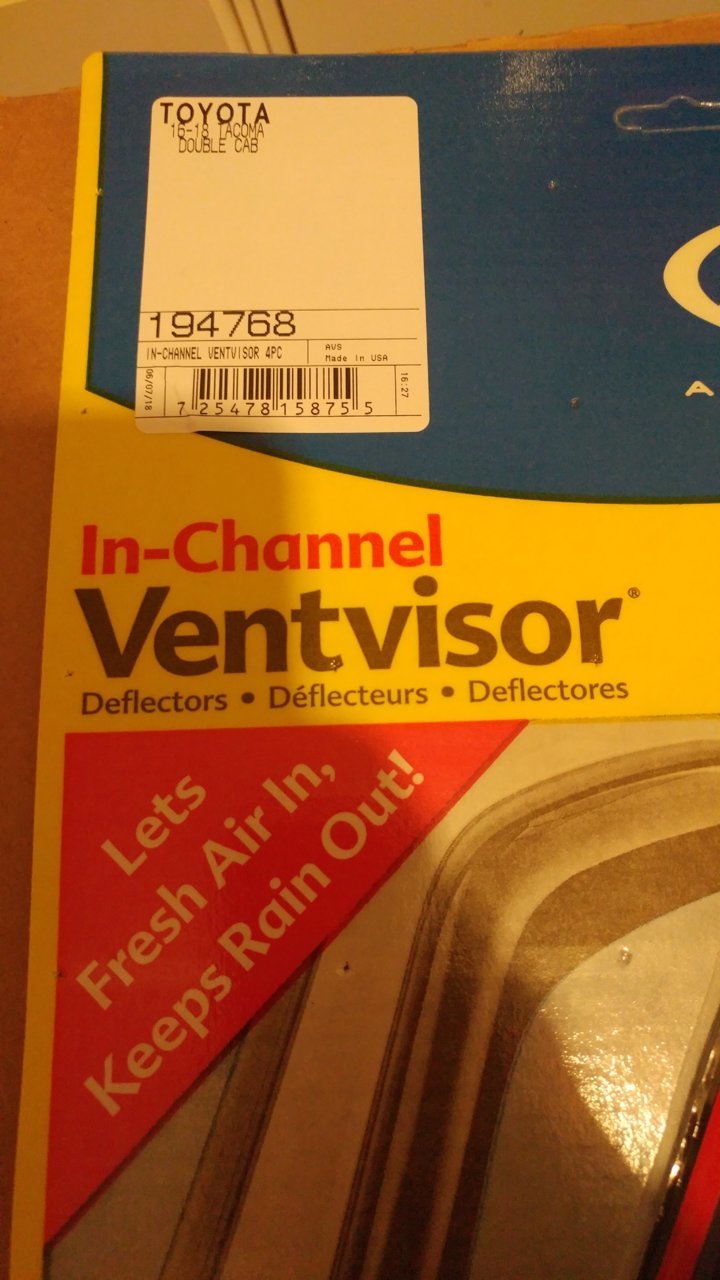 TOYOTA
16-18 TACOMA
DOUBLE CAB
194768
IN-CHANNEL VENTVISOR 4PC
AVS
Made In USA
06/07/18
16:27
7 25478 15875 5
In-Channel
Ventvisor®
Deflectors • Déflecteurs • Deflectores
Lets
Fresh Air In,
Keeps Rain Out!
A